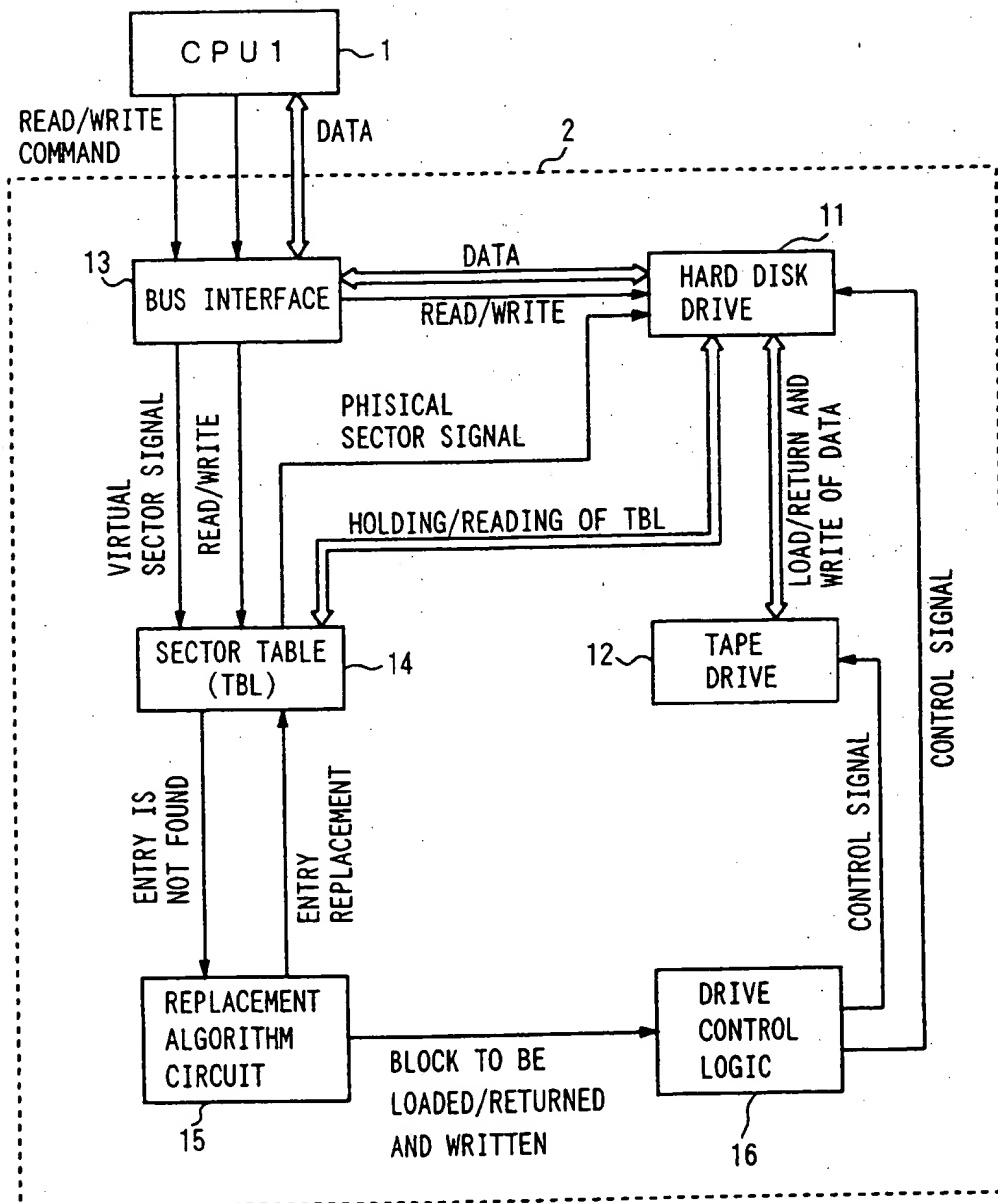 CPU1
1
READ/WRITE
COMMAND
DATA
2
13
BUS INTERFACE
DATA
READ/WRITE
11
HARD DISK
DRIVE
PHISICAL
SECTOR SIGNAL
VIRTUAL
SECTOR SIGNAL
READ/WRITE
HOLDING/READING OF TBL
LOAD/RETURN AND
WRITE OF DATA
CONTROL SIGNAL
SECTOR TABLE
(TBL)
14
12
TAPE
DRIVE
CONTROL SIGNAL
ENTRY IS
NOT FOUND
ENTRY
REPLACEMENT
REPLACEMENT
ALGORITHM
CIRCUIT
15
BLOCK TO BE
LOADED/RETURNED
AND WRITTEN
DRIVE
CONTROL
LOGIC
16